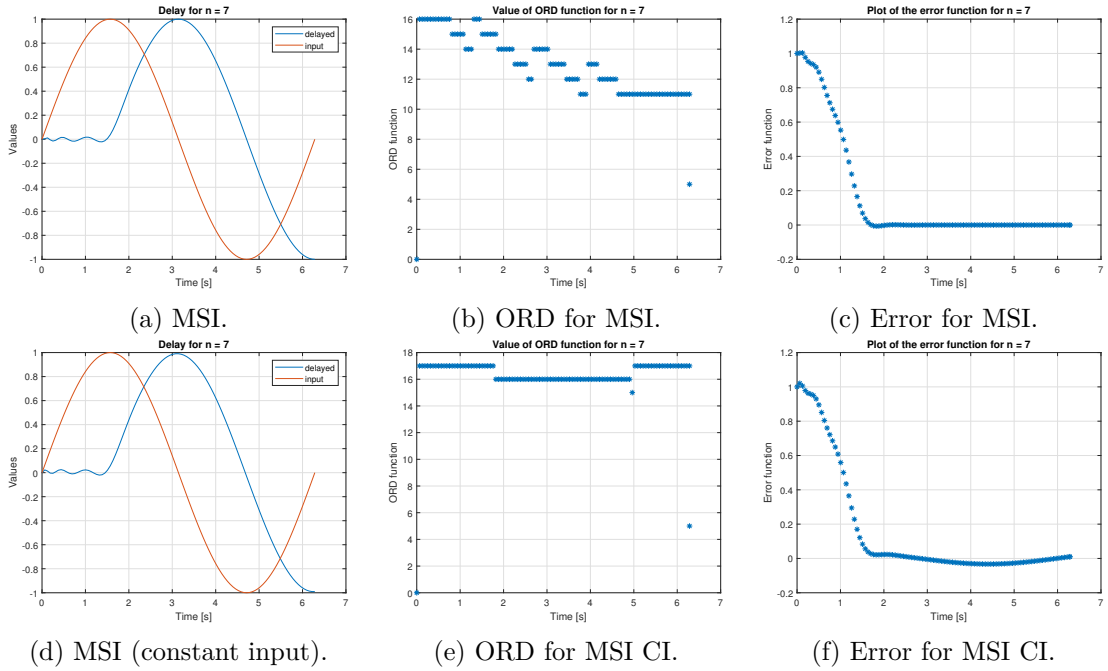 Delay for n = 7
1
0.8
0.6
0.4
0.2
0
-0.2
-0.4
-0.6
-0.8
-1
Values
delayed
input
0 1 2 3 4 5 6 7
Time [s]
(a) MSI.
Value of ORD function for n = 7
16
14
12
10
8
6
4
2
0
ORD function
0 1 2 3 4 5 6 7
Time [s]
(b) ORD for MSI.
Plot of the error function for n = 7
1.2
1
0.8
0.6
0.4
0.2
0
-0.2
Error function
0 1 2 3 4 5 6 7
Time [s]
(c) Error for MSI.
Delay for n = 7
1
0.8
0.6
0.4
0.2
0
-0.2
-0.4
-0.6
-0.8
-1
Values
delayed
input
0 1 2 3 4 5 6 7
Time [s]
(d) MSI (constant input).
Value of ORD function for n = 7
18
16
14
12
10
8
6
4
2
0
ORD function
0 1 2 3 4 5 6 7
Time [s]
(e) ORD for MSI CI.
Plot of the error function for n = 7
1.2
1
0.8
0.6
0.4
0.2
0
-0.2
Error function
0 1 2 3 4 5 6 7
Time [s]
(f) Error for MSI CI.